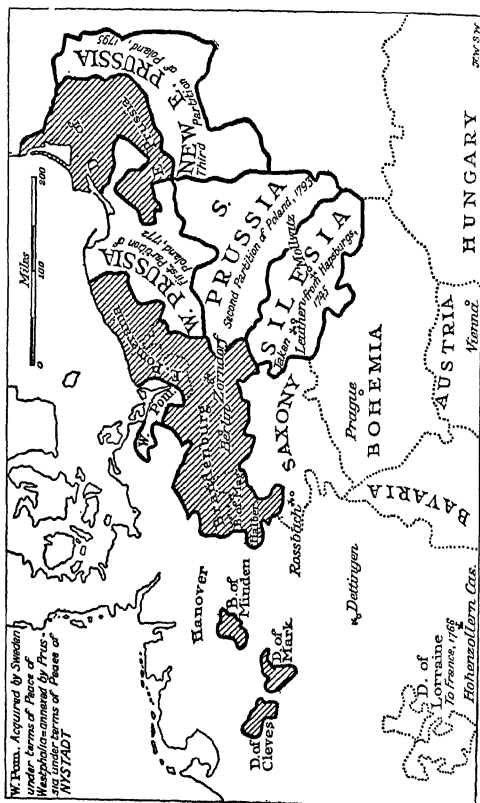 W. Pom. Acquired by Sweden
under terms of Peace of
Westphalia-annexed by Prus-
sia under terms of Peace of
NYSTADT
Miles
0 100 200
D. of
E. Prussia
NEW E. PRUSSIA
Third Partition of Poland, 1795
W. PRUSSIA
First Partition of
Poland, 1772
S.
PRUSSIA
Second Partition of Poland, 1793
E. Pomerania
W. Pom.
Brandenburg
Berlin
Zorndorf
Halber.
SILESIA
Mollwitz
Leuthen
Taken from Hapsburgs,
1745
Hanover
B. of
Minden
D. of
Mark.
D. of
Cleves
SAXONY
Rossbach
Dettingen
Prague
BOHEMIA
BAVARIA
AUSTRIA
Vienna
HUNGARY
D. of
Lorraine
To France, 1766
Hohenzollern Cas.